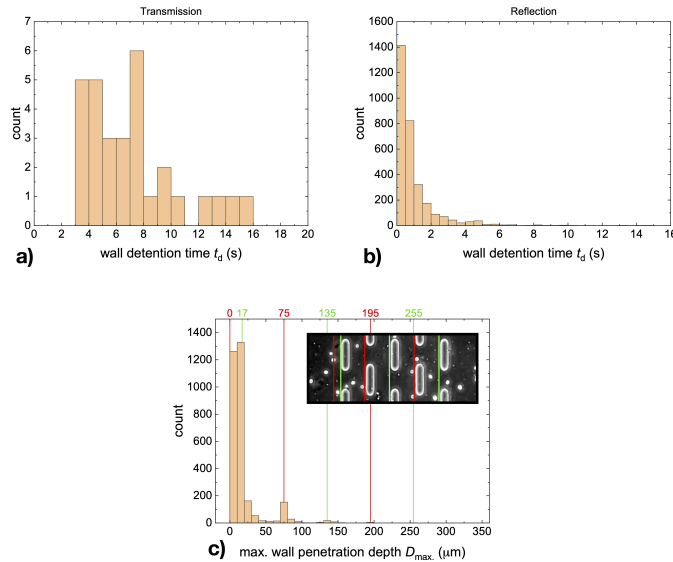 Transmission
7
6
5
4
3
2
1
0
count
0 2 4 6 8 10 12 14 16 18 20
wall detention time td (s)
a)
Reflection
1600
1400
1200
1000
800
600
400
200
0
count
0 2 4 6 8 10 12 14 16
wall detention time td (s)
b)
0 17 75 135 195 255
1400
1200
1000
800
600
400
200
0
count
0 50 100 150 200 250 300 350
max. wall penetration depth Dmax. (μm)
c)